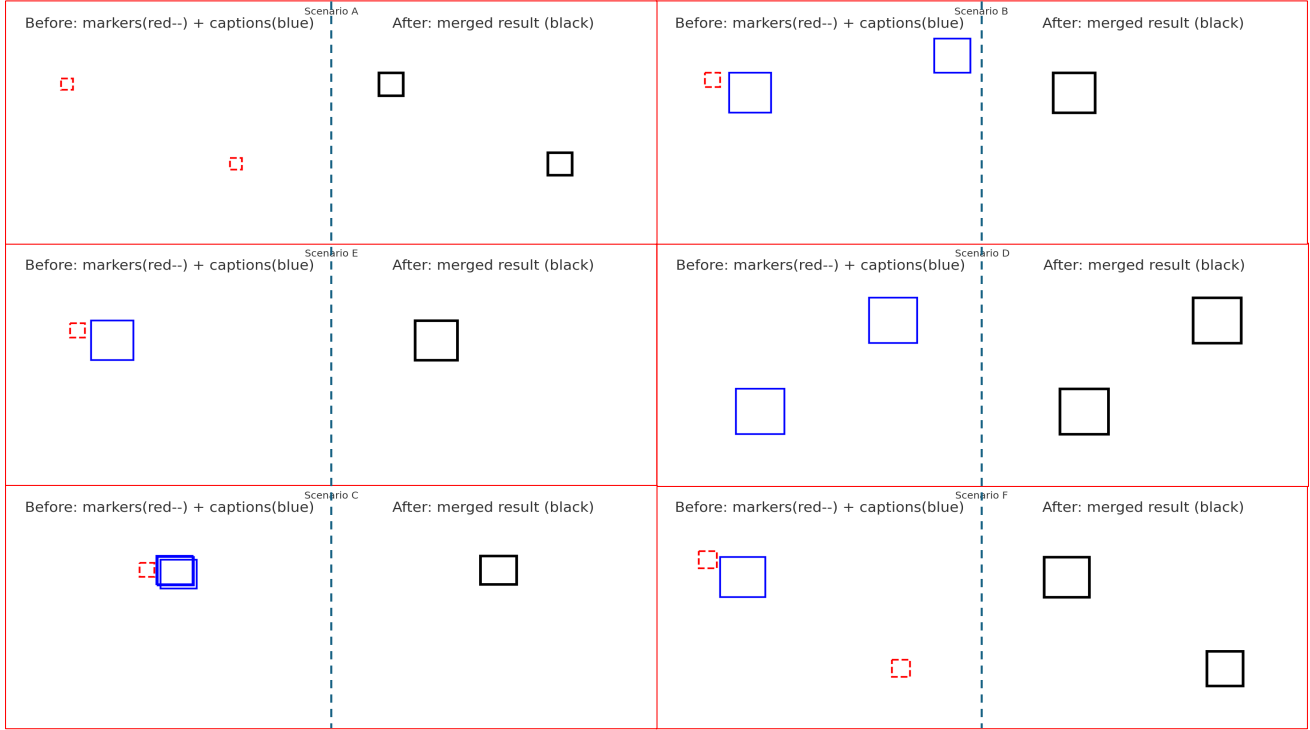 Scenario A
Before: markers(red--) + captions(blue)
After: merged result (black)
Scenario B
Before: markers(red--) + captions(blue)
After: merged result (black)
Scenario E
Before: markers(red--) + captions(blue)
After: merged result (black)
Scenario D
Before: markers(red--) + captions(blue)
After: merged result (black)
Scenario C
Before: markers(red--) + captions(blue)
After: merged result (black)
Scenario F
Before: markers(red--) + captions(blue)
After: merged result (black)